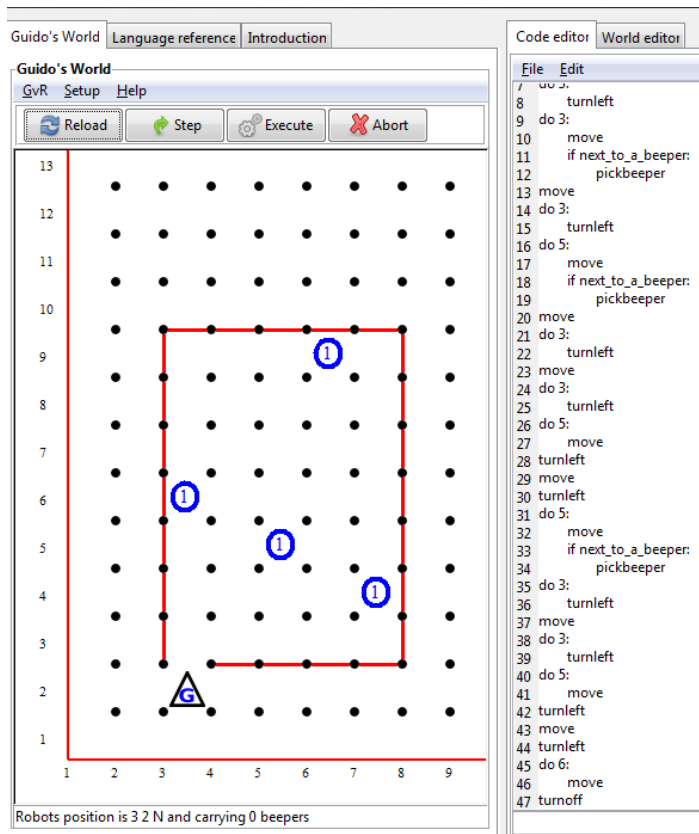 Guido's World Language reference Introduction
Guido's World
GvR Setup Help
Reload Step Execute Abort
13
12
11
10
9
1
8
7
6
1
5
1
4
1
3
2
G
1
1 2 3 4 5 6 7 8 9
Robots position is 3 2 N and carrying 0 beepers
Code editor World editor
File Edit
7 do 3:
8 turnleft
9 do 3:
10 move
11 if next_to_a_beeper:
12 pickbeeper
13 move
14 do 3:
15 turnleft
16 do 5:
17 move
18 if next_to_a_beeper:
19 pickbeeper
20 move
21 do 3:
22 turnleft
23 move
24 do 3:
25 turnleft
26 do 5:
27 move
28 turnleft
29 move
30 turnleft
31 do 5:
32 move
33 if next_to_a_beeper:
34 pickbeeper
35 do 3:
36 turnleft
37 move
38 do 3:
39 turnleft
40 do 5:
41 move
42 turnleft
43 move
44 turnleft
45 do 6:
46 move
47 turnoff